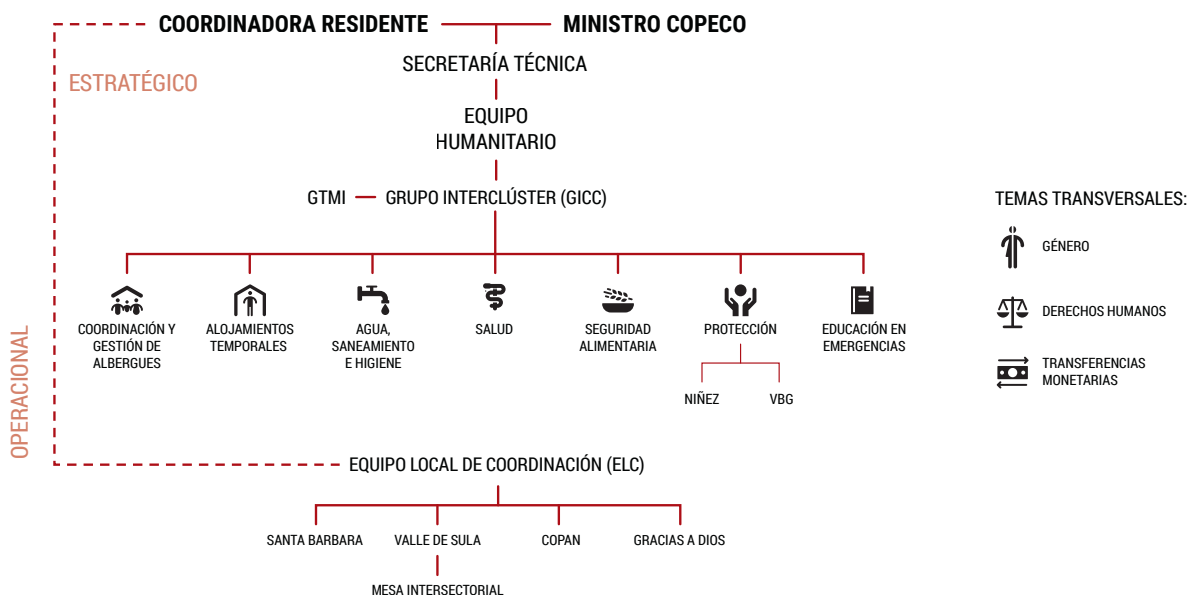 COORDINADORA RESIDENTE
MINISTRO COPECO
ESTRATÉGICO
SECRETARÍA TÉCNICA
EQUIPO
HUMANITARIO
GTMI
GRUPO INTERCLÚSTER (GICC)
COORDINACIÓN Y
GESTIÓN DE
ALBERGUES
ALOJAMIENTOS
TEMPORALES
AGUA,
SANEAMIENTO
E HIGIENE
SALUD
SEGURIDAD
ALIMENTARIA
PROTECCIÓN
EDUCACIÓN EN
EMERGENCIAS
NIÑEZ
VBG
OPERACIONAL
EQUIPO LOCAL DE COORDINACIÓN (ELC)
SANTA BARBARA
VALLE DE SULA
COPAN
GRACIAS A DIOS
MESA INTERSECTORIAL
TEMAS TRANSVERSALES:
GÉNERO
DERECHOS HUMANOS
TRANSFERENCIAS
MONETARIAS